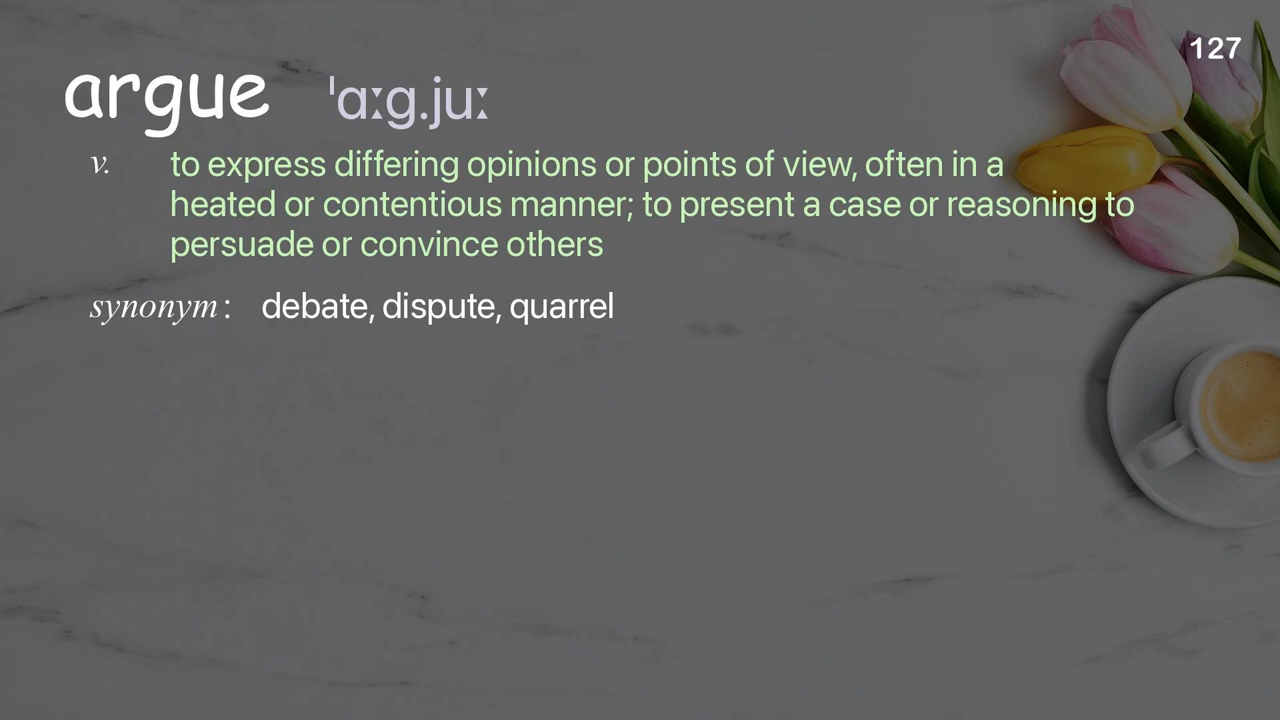 127
argue ˈɑːg.juː
v. to express differing opinions or points of view, often in a
heated or contentious manner; to present a case or reasoning to
persuade or convince others
synonym: debate, dispute, quarrel